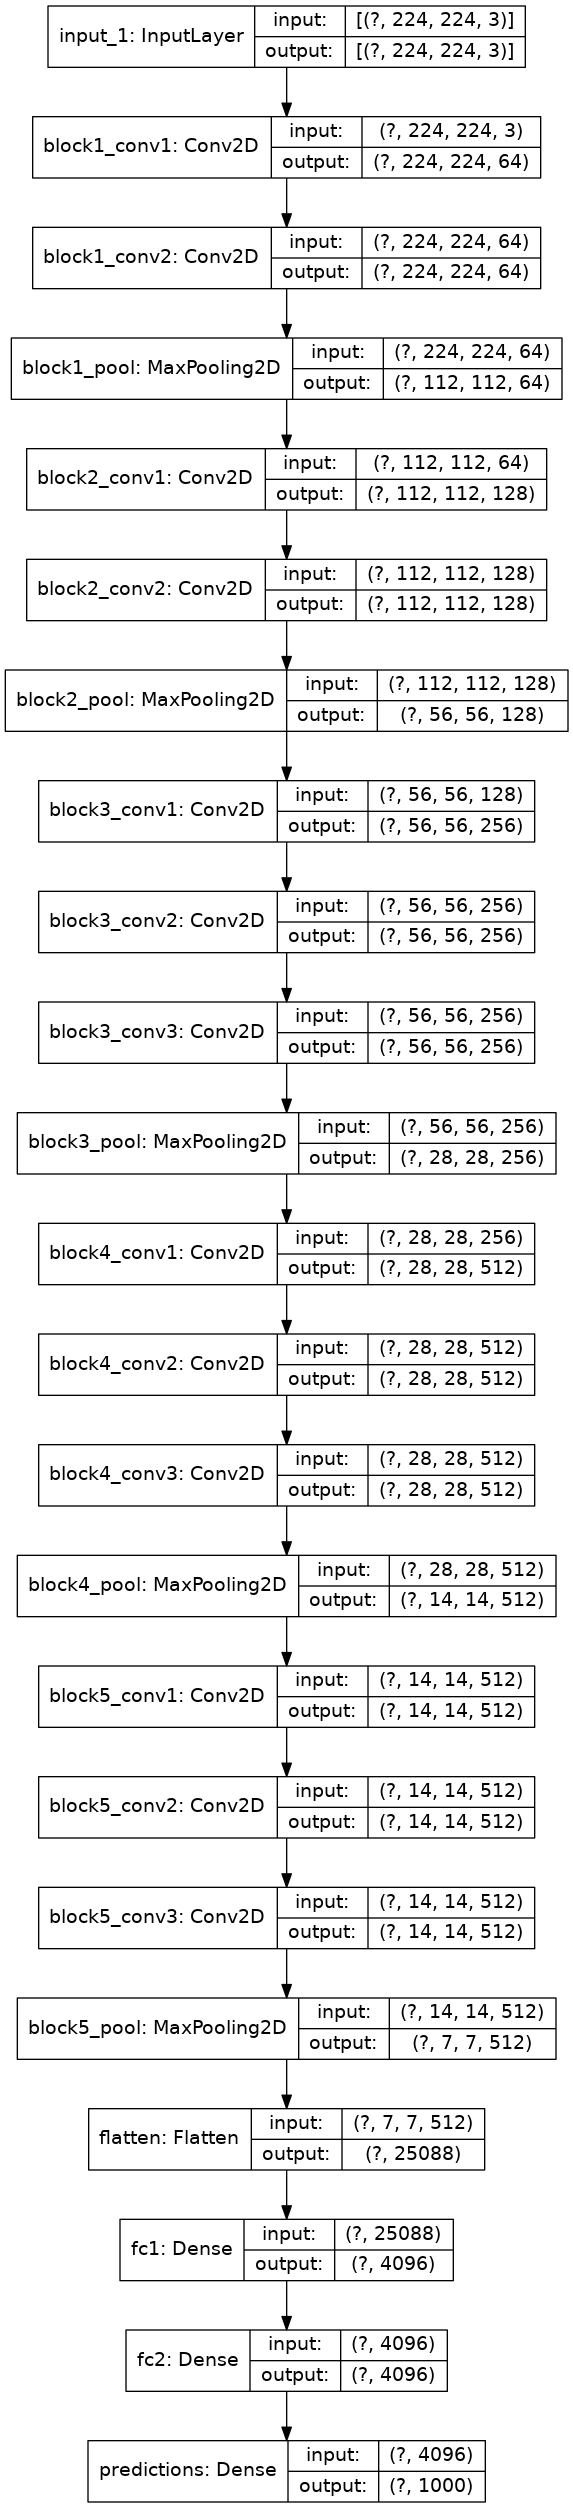 input_1: InputLayer
input: [(?, 224, 224, 3)]
output: [(?, 224, 224, 3)]
block1_conv1: Conv2D
input: (?, 224, 224, 3)
output: (?, 224, 224, 64)
block1_conv2: Conv2D
input: (?, 224, 224, 64)
output: (?, 224, 224, 64)
block1_pool: MaxPooling2D
input: (?, 224, 224, 64)
output: (?, 112, 112, 64)
block2_conv1: Conv2D
input: (?, 112, 112, 64)
output: (?, 112, 112, 128)
block2_conv2: Conv2D
input: (?, 112, 112, 128)
output: (?, 112, 112, 128)
block2_pool: MaxPooling2D
input: (?, 112, 112, 128)
output: (?, 56, 56, 128)
block3_conv1: Conv2D
input: (?, 56, 56, 128)
output: (?, 56, 56, 256)
block3_conv2: Conv2D
input: (?, 56, 56, 256)
output: (?, 56, 56, 256)
block3_conv3: Conv2D
input: (?, 56, 56, 256)
output: (?, 56, 56, 256)
block3_pool: MaxPooling2D
input: (?, 56, 56, 256)
output: (?, 28, 28, 256)
block4_conv1: Conv2D
input: (?, 28, 28, 256)
output: (?, 28, 28, 512)
block4_conv2: Conv2D
input: (?, 28, 28, 512)
output: (?, 28, 28, 512)
block4_conv3: Conv2D
input: (?, 28, 28, 512)
output: (?, 28, 28, 512)
block4_pool: MaxPooling2D
input: (?, 28, 28, 512)
output: (?, 14, 14, 512)
block5_conv1: Conv2D
input: (?, 14, 14, 512)
output: (?, 14, 14, 512)
block5_conv2: Conv2D
input: (?, 14, 14, 512)
output: (?, 14, 14, 512)
block5_conv3: Conv2D
input: (?, 14, 14, 512)
output: (?, 14, 14, 512)
block5_pool: MaxPooling2D
input: (?, 14, 14, 512)
output: (?, 7, 7, 512)
flatten: Flatten
input: (?, 7, 7, 512)
output: (?, 25088)
fc1: Dense
input: (?, 25088)
output: (?, 4096)
fc2: Dense
input: (?, 4096)
output: (?, 4096)
predictions: Dense
input: (?, 4096)
output: (?, 1000)